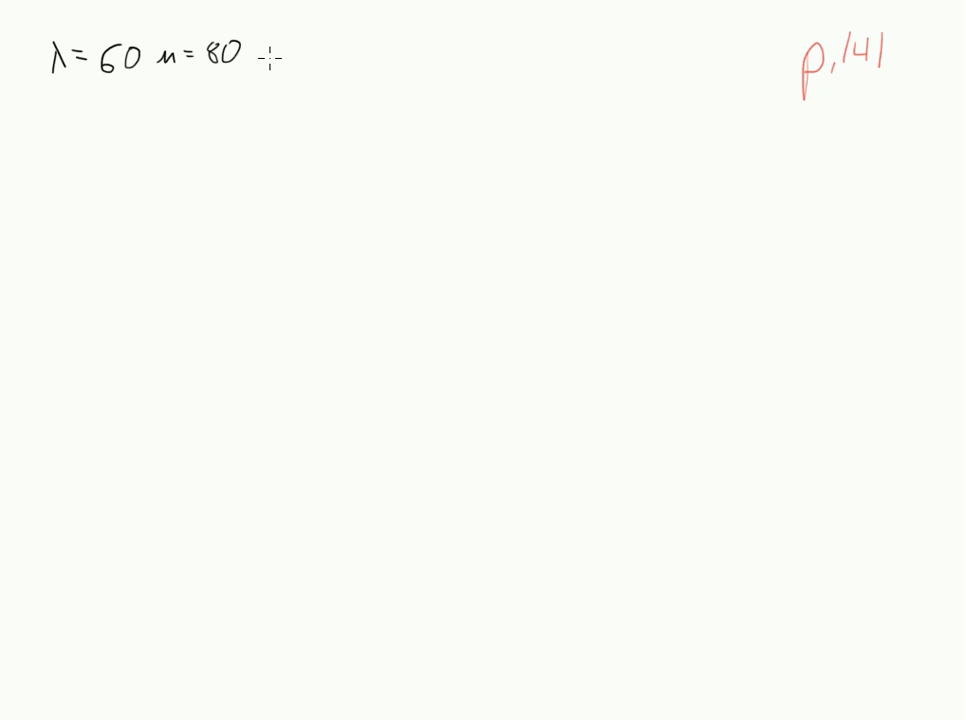 λ = 60 m = 80
p. 141